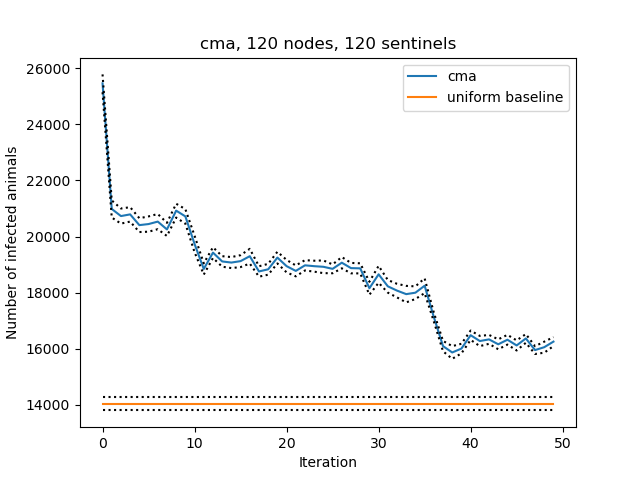 cma, 120 nodes, 120 sentinels
cma
uniform baseline
Number of infected animals
26000
24000
22000
20000
18000
16000
14000
0 10 20 30 40 50
Iteration